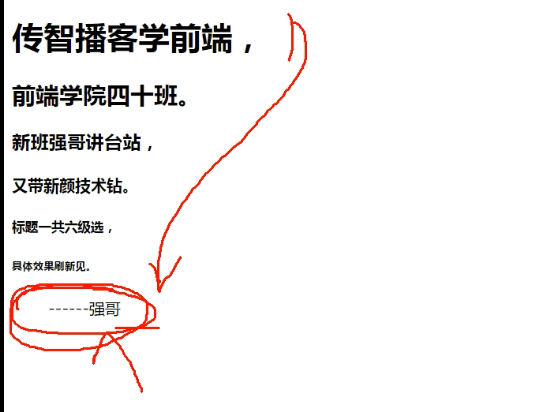 传智播客学前端，
前端学院四十班。
新班强哥讲台站，
又带新颜技术钻。
标题一共六级选，
具体效果刷新见。
------强哥